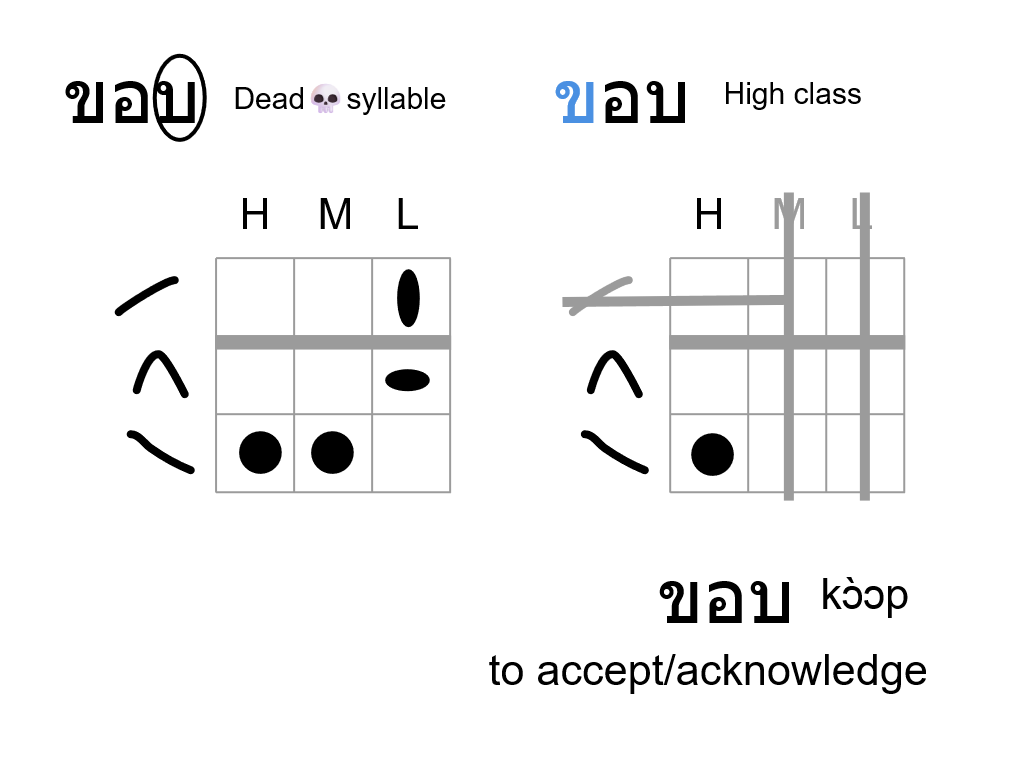 ขอบ Dead 💀 syllable
ขอบ High class
H M L
H M L
ขอบ kɔ̀ɔp
to accept/acknowledge